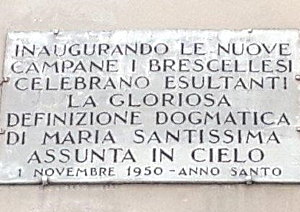 INAUGURANDO LE NUOVE
CAMPANE I BRESCELLESI
CELEBRANO ESULTANTI
LA GLORIOSA
DEFINIZIONE DOGMATICA
DI MARIA SANTISSIMA
ASSUNTA IN CIELO
1 NOVEMBRE 1950 - ANNO SANTO